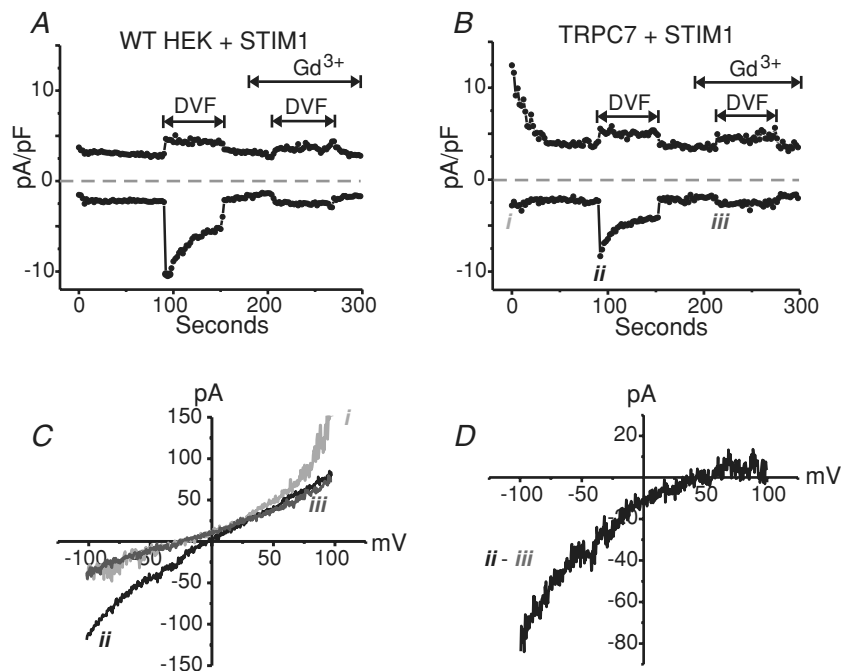 A
WT HEK + STIM1
Gd3+
DVF
DVF
10
0
-10
pA/pF
0
100
200
300
Seconds
B
TRPC7 + STIM1
Gd3+
DVF
DVF
10
0
-10
pA/pF
i
ii
iii
0
100
200
300
Seconds
C
pA
150
100
50
-50
-100
-150
-100
-50
0
50
100
mV
i
iii
ii
D
pA
20
-20
-40
-60
-80
-100
-50
0
50
100
mV
ii - iii